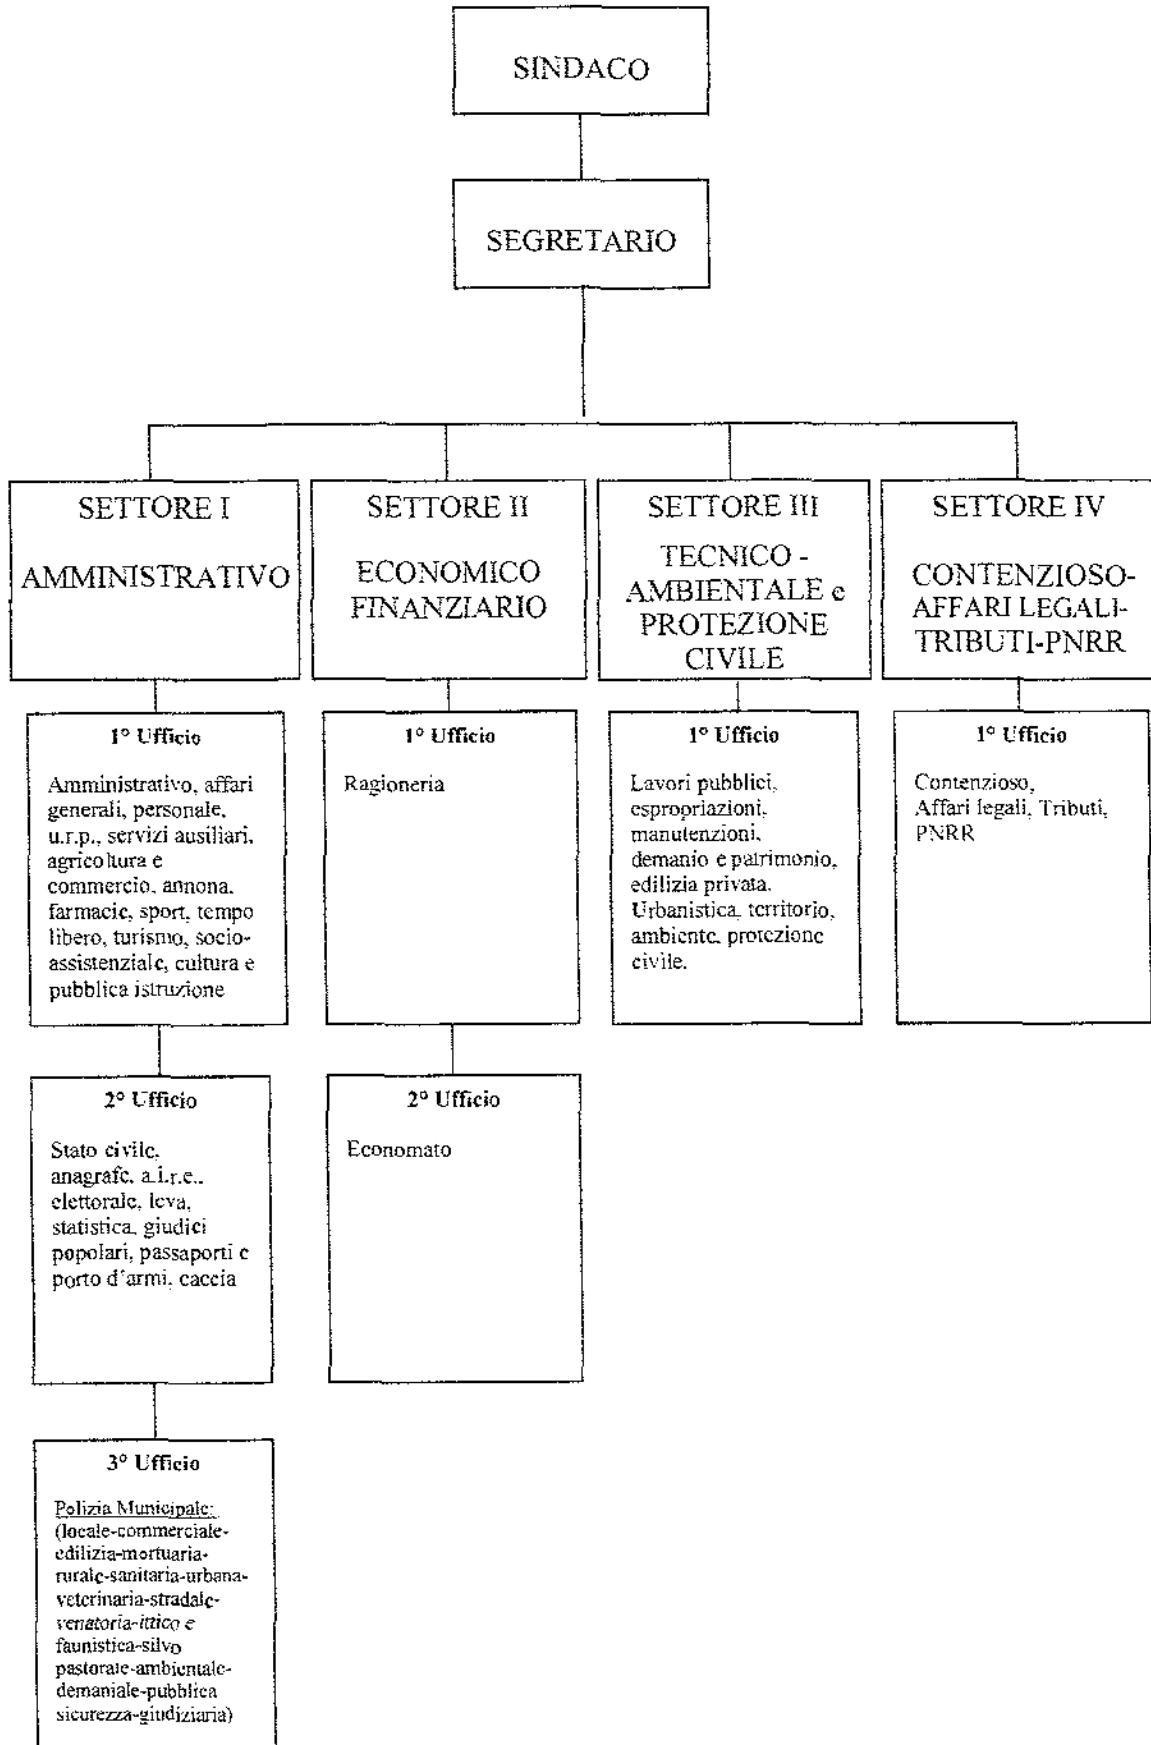 SINDACO
SEGRETARIO
SETTORE I
AMMINISTRATIVO
SETTORE II
ECONOMICO
FINANZIARIO
SETTORE III
TECNICO -
AMBIENTALE e
PROTEZIONE
CIVILE
SETTORE IV
CONTENZIOSO-
AFFARI LEGALI-
TRIBUTI-PNRR
1° Ufficio
Amministrativo, affari
generali, personale,
u.r.p., servizi ausiliari,
agricoltura e
commercio, annona,
farmacie, sport, tempo
libero, turismo, socio-
assistenziale, cultura e
pubblica istruzione
1° Ufficio
Ragioneria
1° Ufficio
Lavori pubblici,
espropriazioni,
manutenzioni,
demanio e patrimonio,
edilizia privata,
Urbanistica, territorio,
ambiente, protezione
civile.
1° Ufficio
Contenzioso,
Affari legali, Tributi,
PNRR
2° Ufficio
Stato civile,
anagrafe, a.i.r.e.,
elettorale, leva,
statistica, giudici
popolari, passaporti e
porto d'armi, caccia
2° Ufficio
Economato
3° Ufficio
Polizia Municipale:
(locale-commerciale-
edilizia-mortuaria-
rurale-sanitaria-urbana-
veterinaria-stradale-
venatoria-ittico e
faunistica-silvo
pastorale-ambientale-
demaniale-pubblica
sicurezza-giudiziaria)